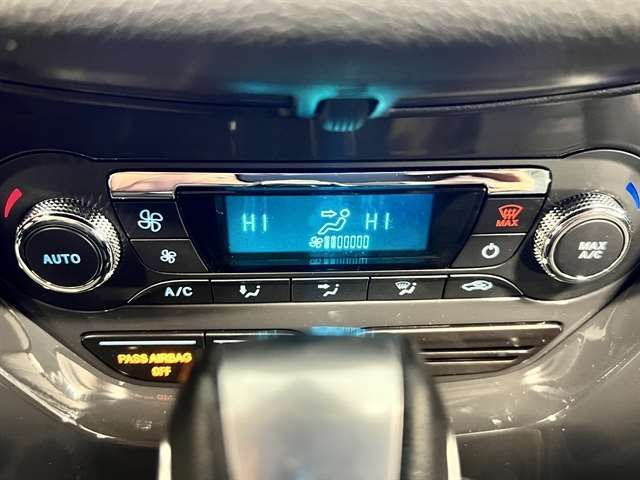 HI HI
MAX
AUTO
MAX
A/C
A/C
PASS AIRBAG
OFF